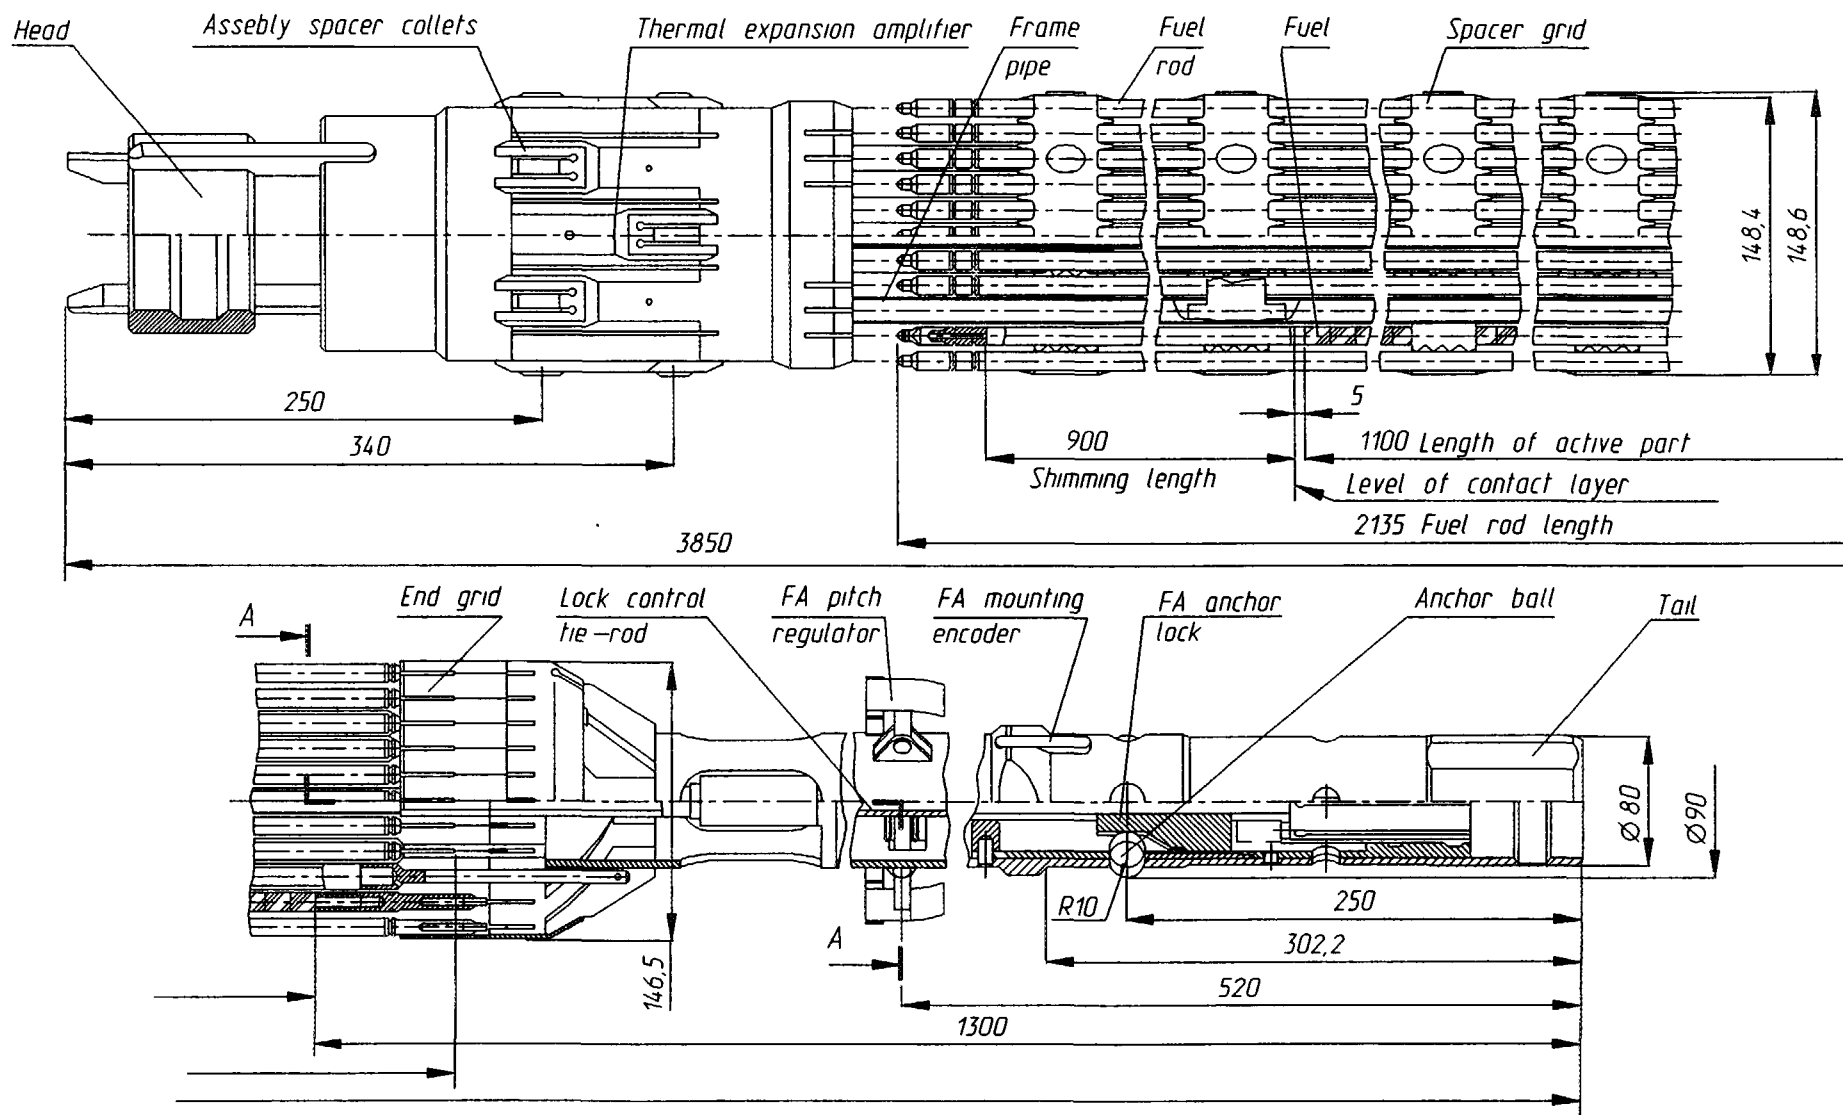 Head
Assebly spacer collets
Thermal expansion amplifier
Frame
pipe
Fuel
rod
Fuel
Spacer grid
148,4
148,6
250
5
340
900
1100 Length of active part
Shimming length
Level of contact layer
2135 Fuel rod length
3850
A
End grid
Lock control
tie-rod
FA pitch
regulator
FA mounting
encoder
FA anchor
lock
Anchor ball
Tail
Ø 80
Ø90
R10
250
A
302,2
146,5
520
1300